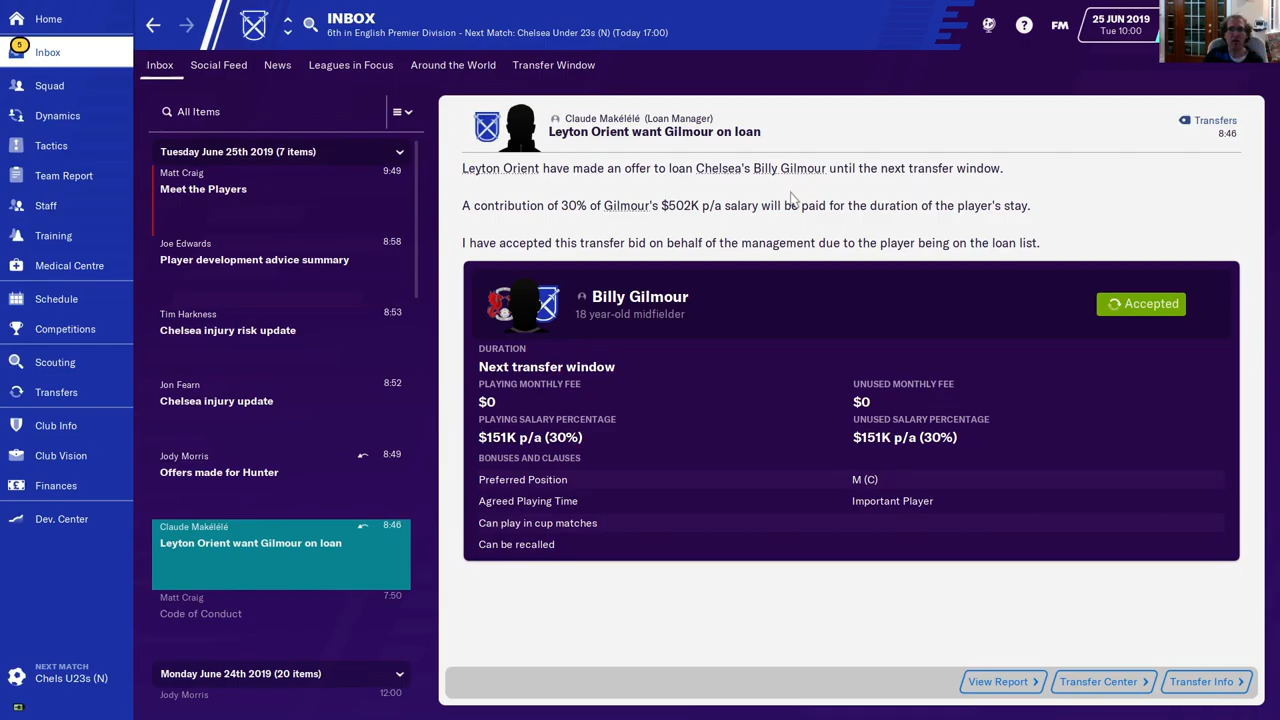 Home
INBOX
6th in English Premier Division - Next Match: Chelsea Under 23s (N) (Today 17:00)
FM
25 JUN 2019
Tue 10:00
5
Inbox
Squad
Dynamics
Tactics
Team Report
Staff
Training
Medical Centre
Schedule
Competitions
Scouting
Transfers
Club Info
Club Vision
Finances
Dev. Center
NEXT MATCH
Chels U23s (N)
Inbox
Social Feed
News
Leagues in Focus
Around the World
Transfer Window
All Items
Tuesday June 25th 2019 (7 items)
Matt Craig
9:49
Meet the Players
Joe Edwards
8:58
Player development advice summary
Tim Harkness
8:53
Chelsea injury risk update
Jon Fearn
8:52
Chelsea injury update
Jody Morris
8:49
Offers made for Hunter
Claude Makélélé
8:46
Leyton Orient want Gilmour on loan
Matt Craig
7:50
Code of Conduct
Monday June 24th 2019 (20 items)
Jody Morris
12:00
Claude Makélélé (Loan Manager)
Leyton Orient want Gilmour on loan
Transfers
8:46
Leyton Orient have made an offer to loan Chelsea's Billy Gilmour until the next transfer window.
A contribution of 30% of Gilmour's $502K p/a salary will be paid for the duration of the player's stay.
I have accepted this transfer bid on behalf of the management due to the player being on the loan list.
Billy Gilmour
18 year-old midfielder
Accepted
DURATION
Next transfer window
PLAYING MONTHLY FEE
UNUSED MONTHLY FEE
$0
$0
PLAYING SALARY PERCENTAGE
UNUSED SALARY PERCENTAGE
$151K p/a (30%)
$151K p/a (30%)
BONUSES AND CLAUSES
Preferred Position
M (C)
Agreed Playing Time
Important Player
Can play in cup matches
Can be recalled
View Report
Transfer Center
Transfer Info